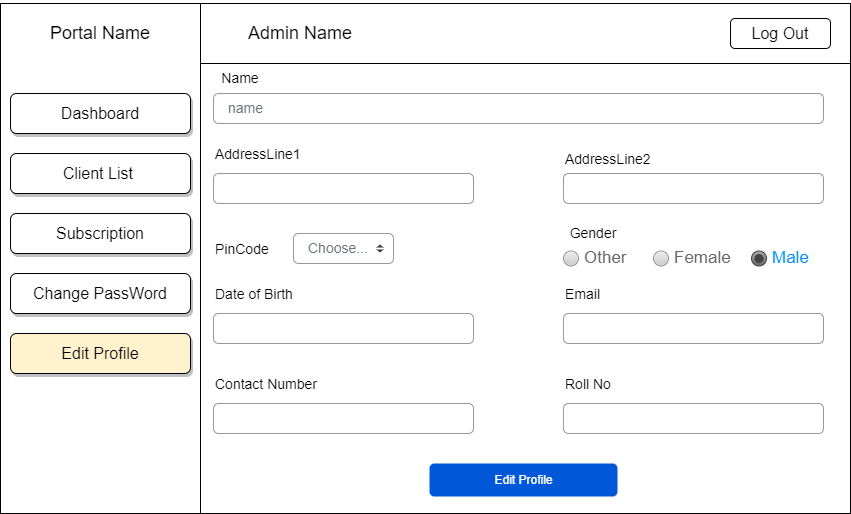 Portal Name
Admin Name
Log Out
Dashboard
Client List
Subscription
Change PassWord
Edit Profile
Name
name
AddressLine1
AddressLine2
PinCode
Choose...
Gender
Other
Female
Male
Date of Birth
Email
Contact Number
Roll No
Edit Profile